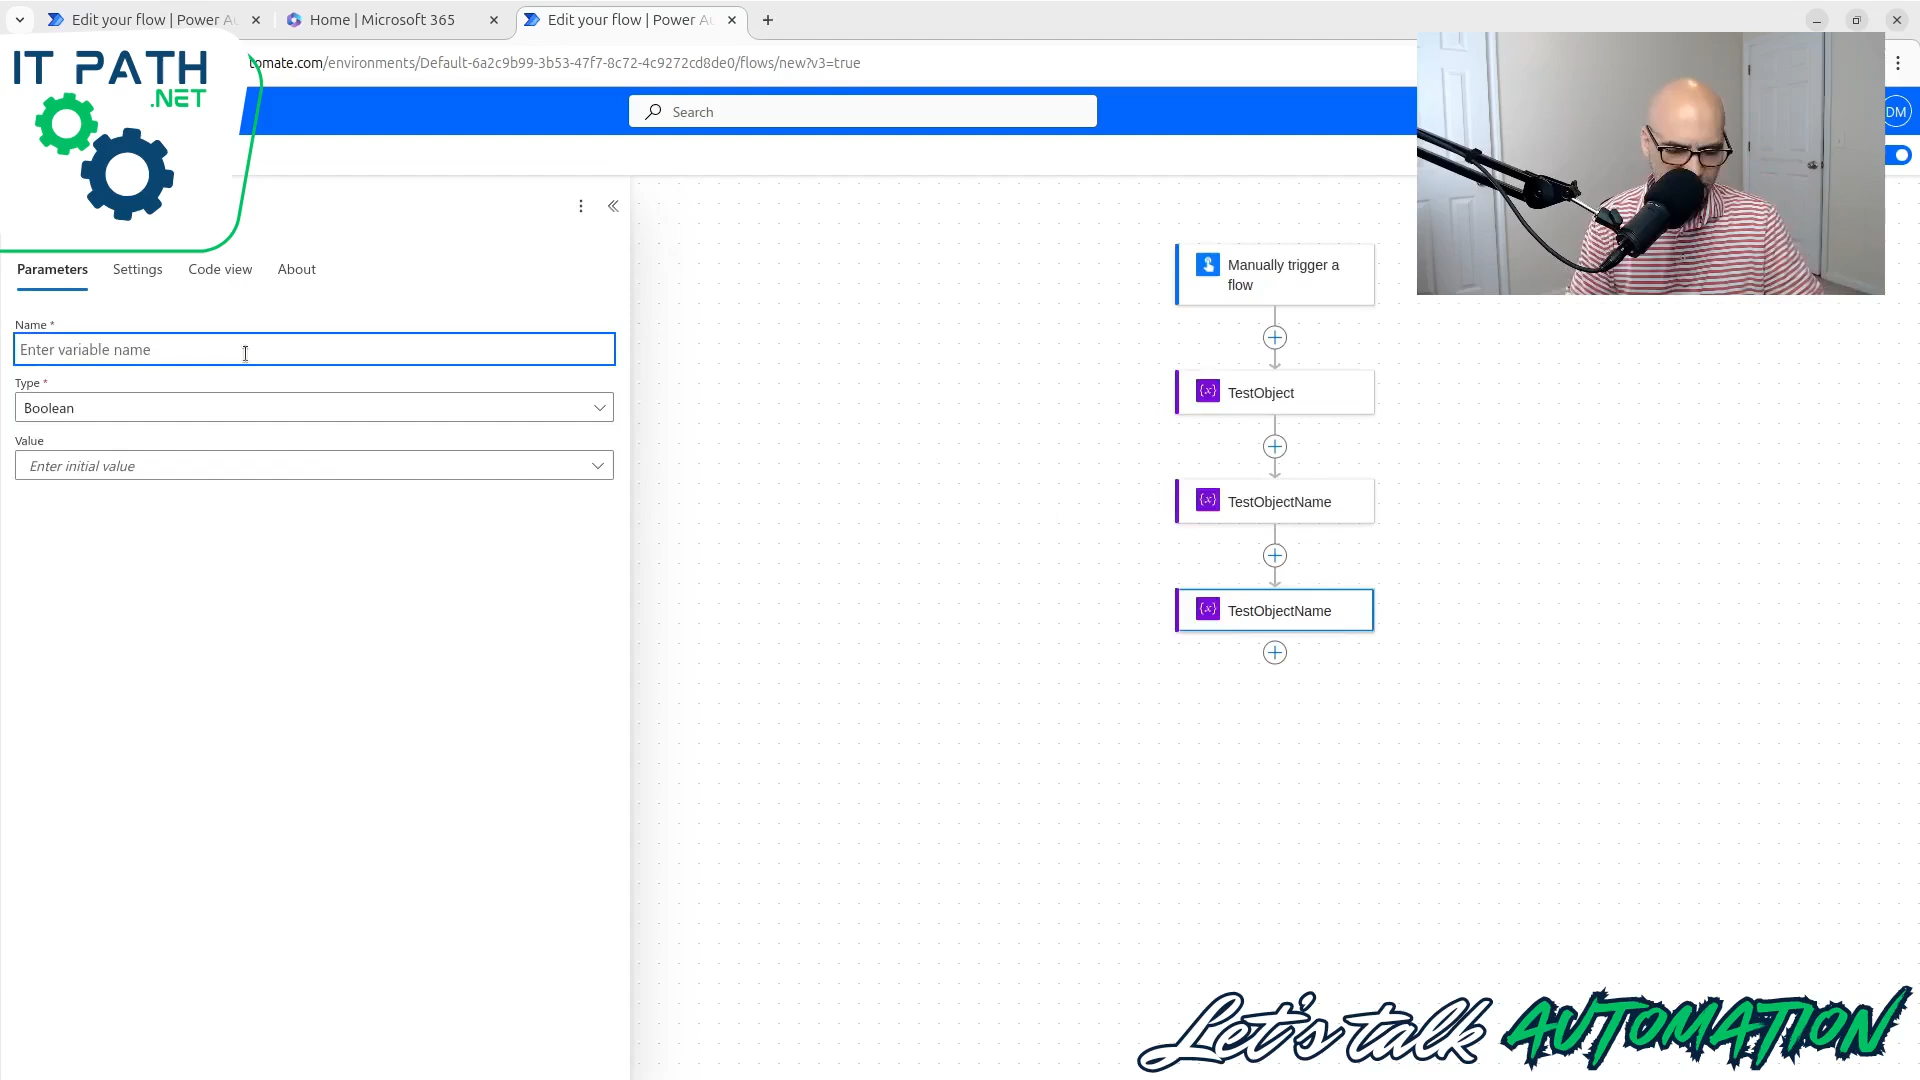 Edit your flow | Power Au
Home | Microsoft 365
Edit your flow | Power Au
IT PATH
.NET
tomate.com/environments/Default-6a2c9b99-3b53-47f7-8c72-4c9272cd8de0/flows/new?v3=true
Search
DM
Parameters
Settings
Code view
About
Name *
Enter variable name
Type *
Boolean
Value
Enter initial value
Manually trigger a
flow
{x} TestObject
{x} TestObjectName
{x} TestObjectName
Let's talk AUTOMATION